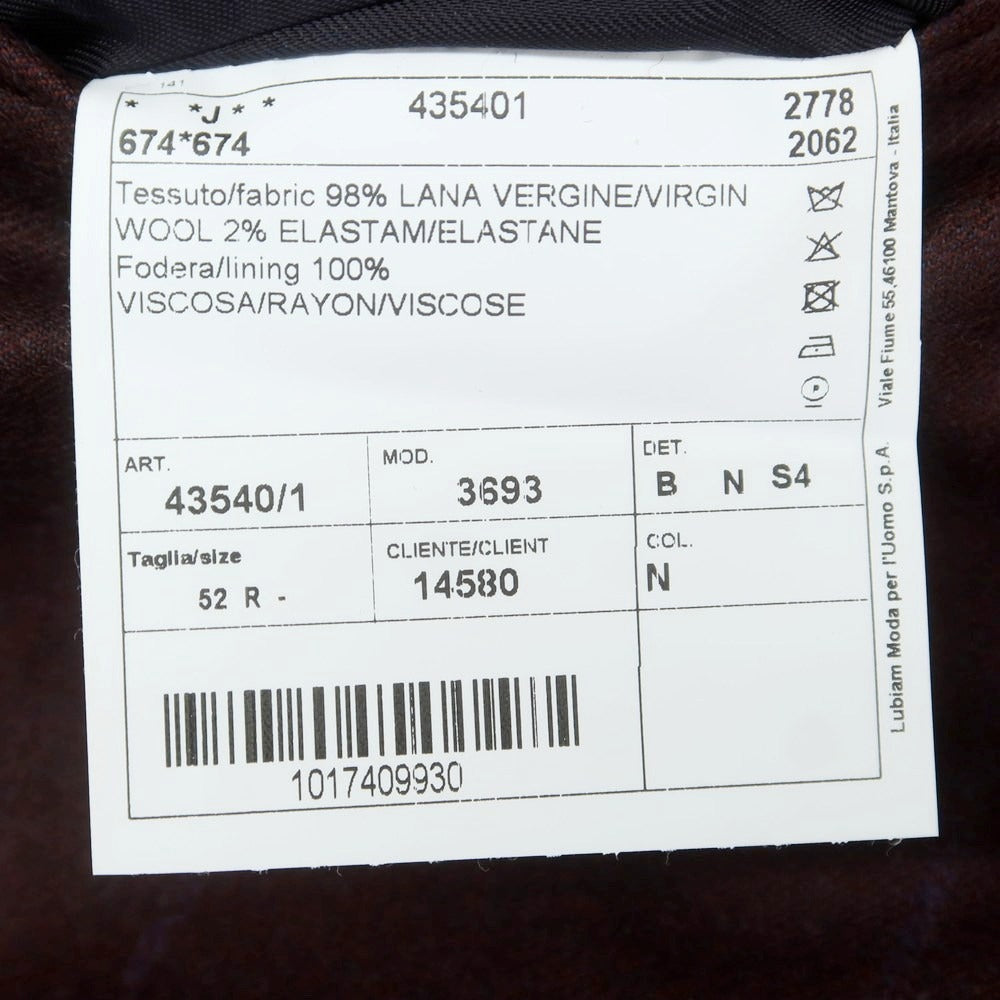 141
* *J * * 435401 2778
674*674 2062
Tessuto/fabric 98% LANA VERGINE/VIRGIN
WOOL 2% ELASTAM/ELASTANE
Fodera/lining 100%
VISCOSA/RAYON/VISCOSE
P
ART.
43540/1
MOD.
3693
DET.
B N S4
Taglia/size
52 R -
CLIENTE/CLIENT
14580
COL.
N
1017409930
Lubiam Moda per l'Uomo S.p.A. Viale Fiume 55, 46100 Mantova - Italia